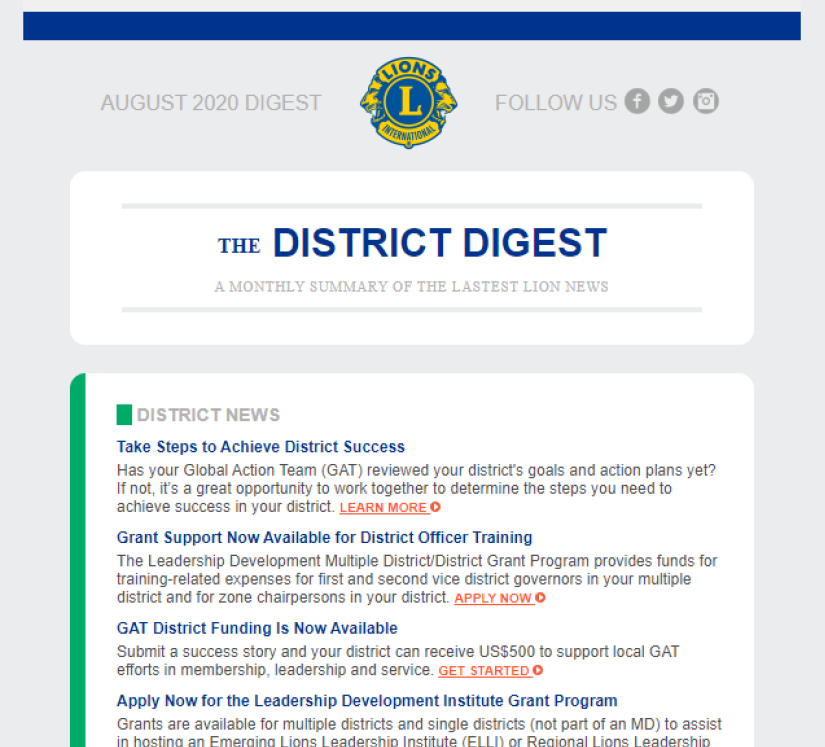 AUGUST 2020 DIGEST
LIONS
L
INTERNATIONAL
FOLLOW US
THE DISTRICT DIGEST
A MONTHLY SUMMARY OF THE LASTEST LION NEWS
DISTRICT NEWS
Take Steps to Achieve District Success
Has your Global Action Team (GAT) reviewed your district's goals and action plans yet?
If not, it's a great opportunity to work together to determine the steps you need to
achieve success in your district. LEARN MORE
Grant Support Now Available for District Officer Training
The Leadership Development Multiple District/District Grant Program provides funds for
training-related expenses for first and second vice district governors in your multiple
district and for zone chairpersons in your district. APPLY NOW
GAT District Funding Is Now Available
Submit a success story and your district can receive US$500 to support local GAT
efforts in membership, leadership and service. GET STARTED
Apply Now for the Leadership Development Institute Grant Program
Grants are available for multiple districts and single districts (not part of an MD) to assist
in hosting an Emerging Lions Leadership Institute (ELLI) or Regional Lions Leadership